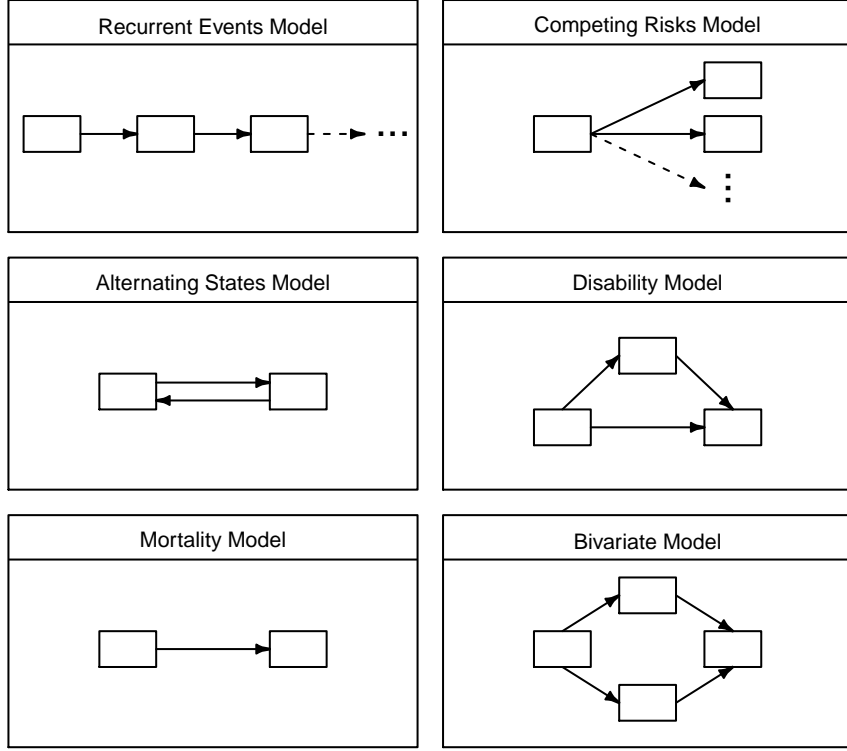 Recurrent Events Model
Competing Risks Model
Alternating States Model
Disability Model
Mortality Model
Bivariate Model